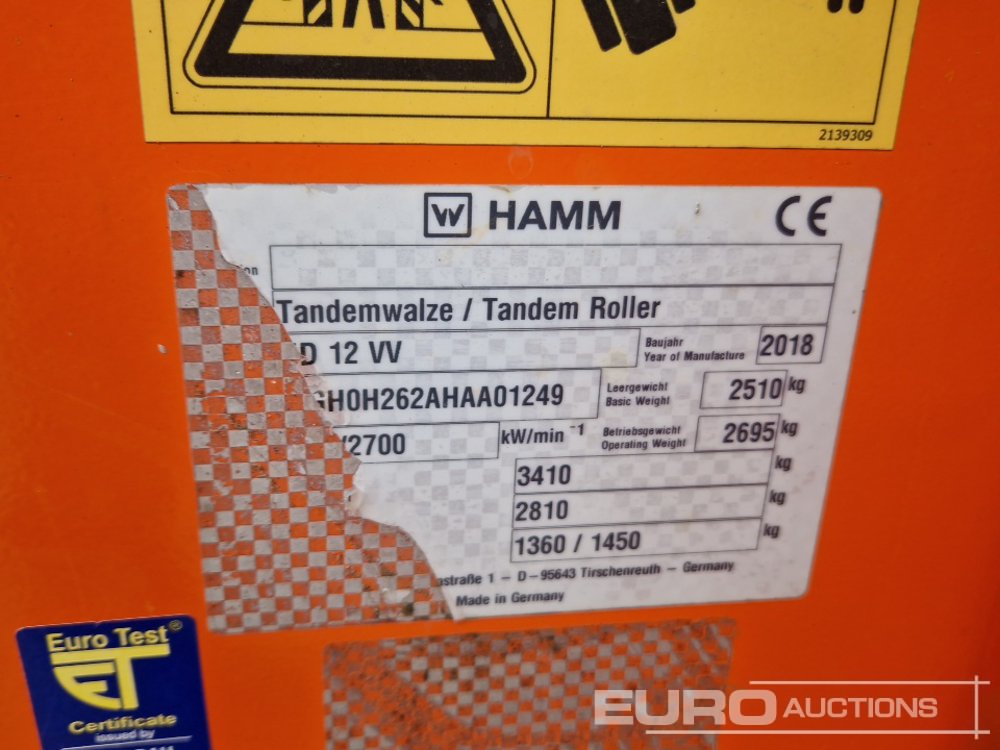 2139309
HAMM CE
on
Tandemwalze / Tandem Roller
D 12 VV
Baujahr
Year of Manufacture 2018
GH0H262AHAA01249
Leergewicht
Basic Weight 2510 kg
/2700 kW/min -1
Betriebsgewicht
Operating Weight 2695 kg
3410 kg
2810 kg
1360 / 1450 kg
straße 1 – D – 95643 Tirschenreuth – Germany
Made in Germany
Euro Test®
ET
Certificate
issued by
EURO AUCTIONS